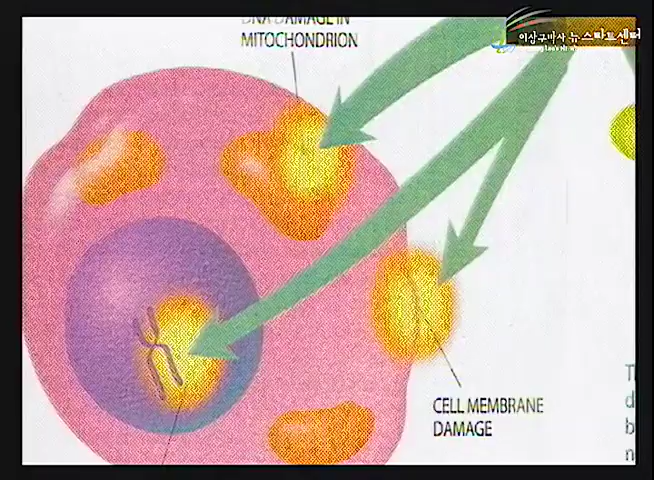 DNA DAMAGE IN
MITOCHONDRION
이상구박사 뉴스타트센터
CELL MEMBRANE
DAMAGE
T
d
b
n